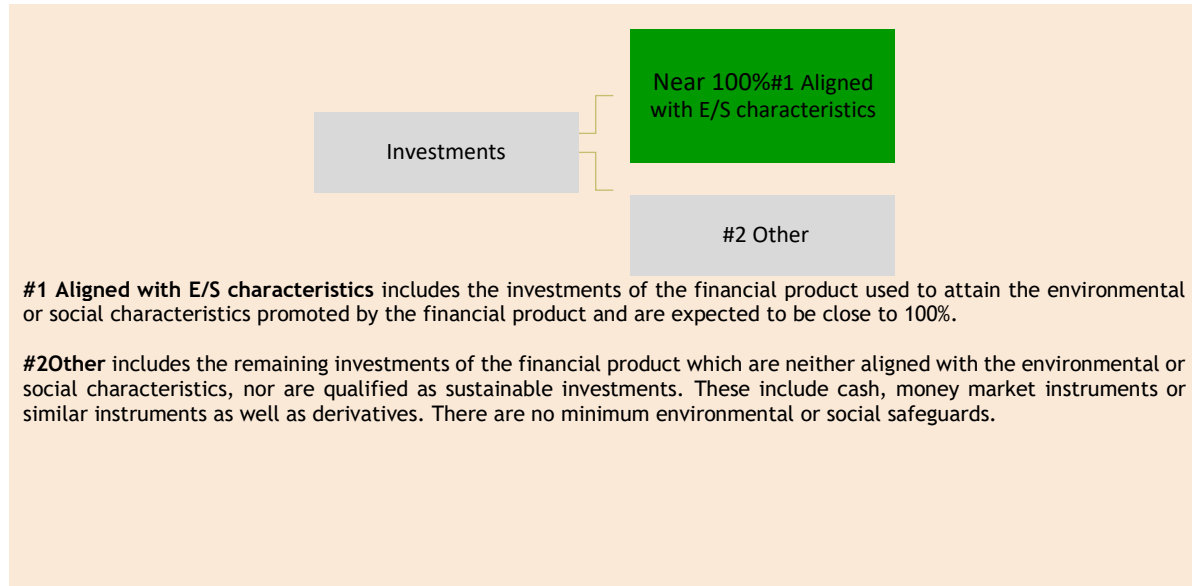 Near 100%#1 Aligned
with E/S characteristics
Investments
#2 Other
#1 Aligned with E/S characteristics includes the investments of the financial product used to attain the environmental
or social characteristics promoted by the financial product and are expected to be close to 100%.
#2Other includes the remaining investments of the financial product which are neither aligned with the environmental or
social characteristics, nor are qualified as sustainable investments. These include cash, money market instruments or
similar instruments as well as derivatives. There are no minimum environmental or social safeguards.